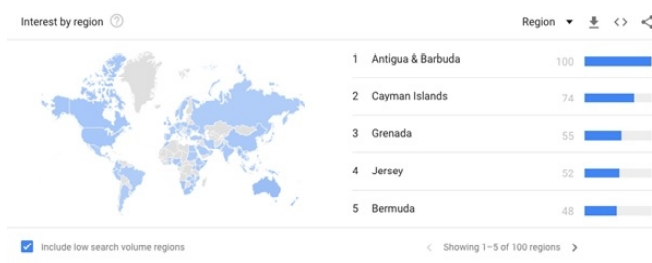 Interest by region
Region
1 Antigua & Barbuda 100
2 Cayman Islands 74
3 Grenada 55
4 Jersey 52
5 Bermuda 48
Include low search volume regions
Showing 1–5 of 100 regions